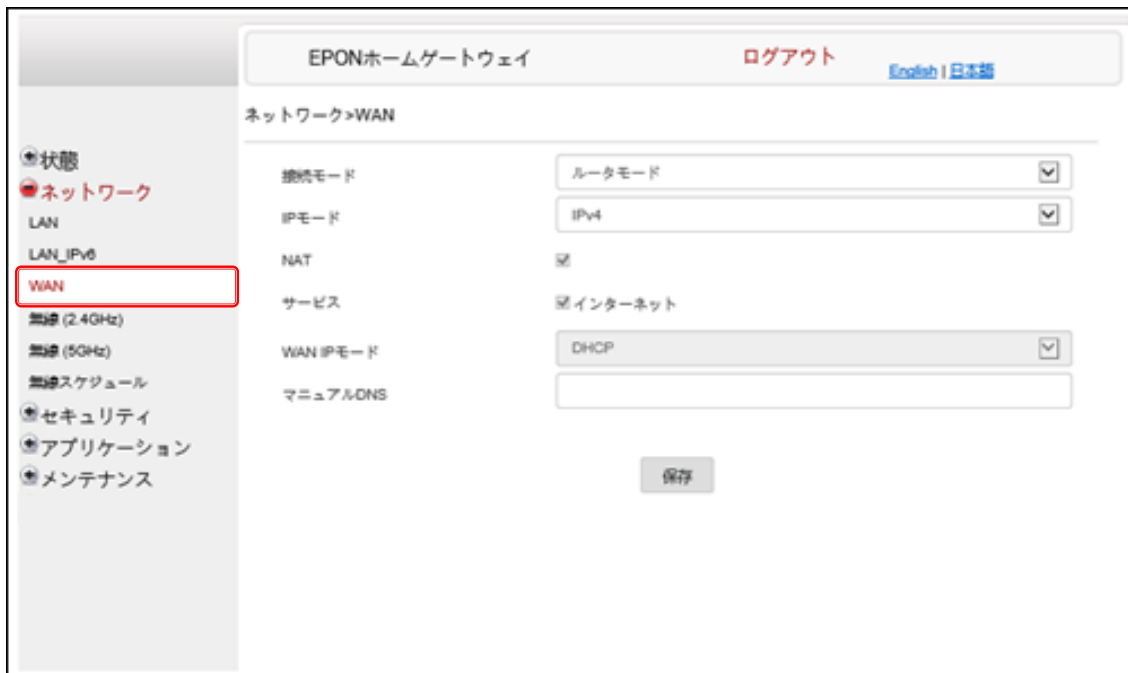 EPONホームゲートウェイ
ログアウト
English | 日本語
ネットワーク>WAN
状態
ネットワーク
LAN
LAN_IPv6
WAN
無線 (2.4GHz)
無線 (5GHz)
無線スケジュール
セキュリティ
アプリケーション
メンテナンス
接続モード ルータモード
IPモード IPv4
NAT
サービス インターネット
WAN IPモード DHCP
マニュアルDNS
保存